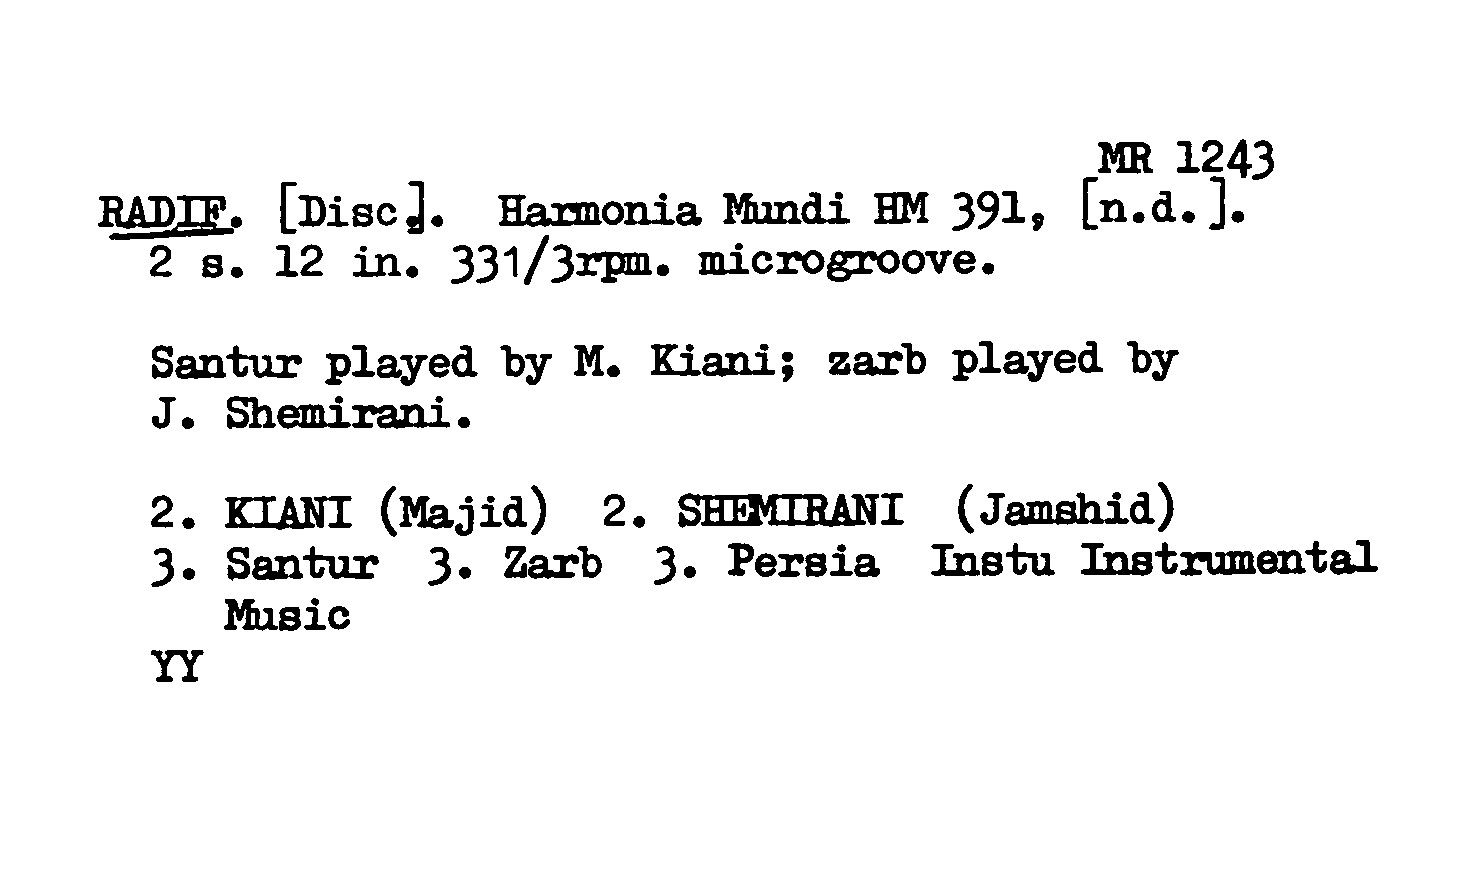 MR 1243
RADIF. [Disc]. Harmonia Mundi HM 391, [n.d.].
2 s. 12 in. 331/3rpm. microgroove.
Santur played by M. Kiani; zarb played by
J. Shemirani.
2. KIANI (Majid) 2. SHEMIRANI (Jamshid)
3. Santur 3. Zarb 3. Persia Instu Instrumental
Music
YY